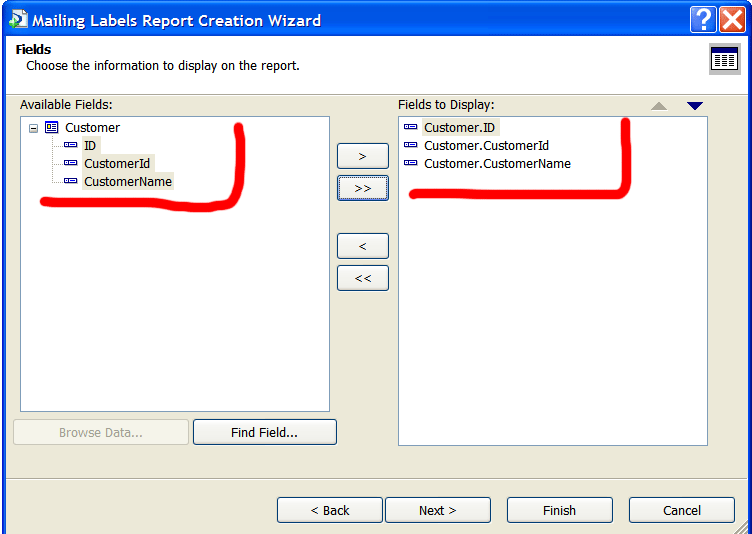 Mailing Labels Report Creation Wizard
Fields
Choose the information to display on the report.
Available Fields:
Customer
ID
CustomerId
CustomerName
>
>>
<
<<
Fields to Display:
Customer.ID
Customer.CustomerId
Customer.CustomerName
Browse Data...
Find Field...
< Back
Next >
Finish
Cancel